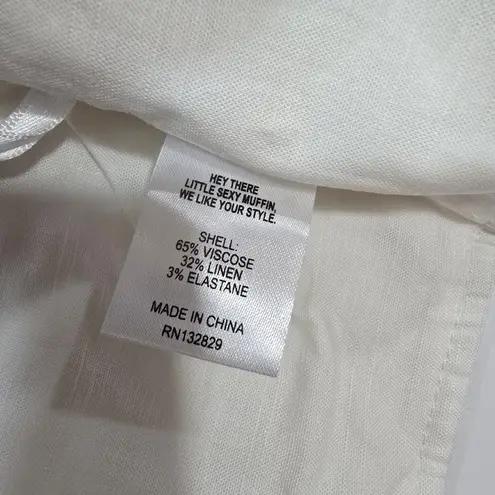 HEY THERE
LITTLE SEXY MUFFIN,
WE LIKE YOUR STYLE.
SHELL:
65% VISCOSE
32% LINEN
3% ELASTANE
MADE IN CHINA
RN132829